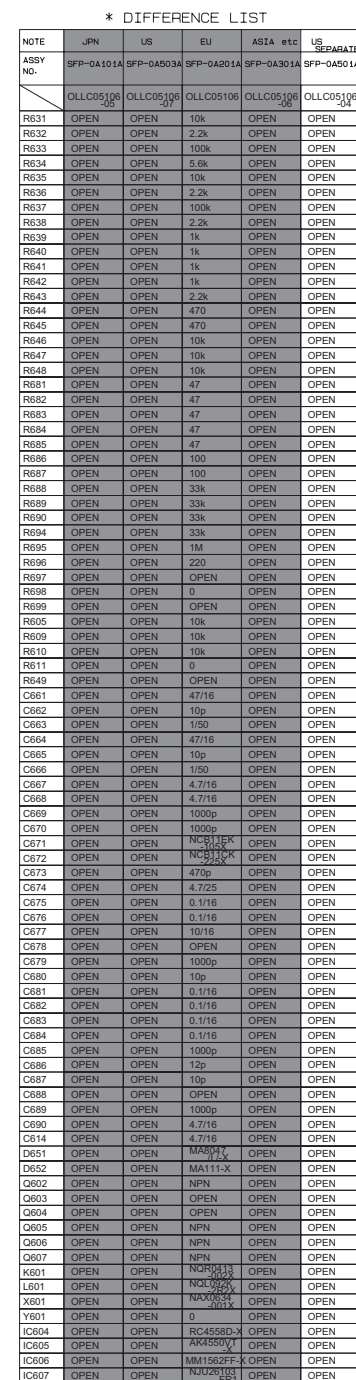 * DIFFERENCE LIST
NOTE JPN US EU ASIA etc US SEPARATE
ASSY NO. SFP-0A101A SFP-0A503A SFP-0A201A SFP-0A301A SFP-0A501A
OLLC05106-05 OLLC05106-07 OLLC05106 OLLC05106-06 OLLC05106-04
R631 OPEN OPEN 10k OPEN OPEN
R632 OPEN OPEN 2.2k OPEN OPEN
R633 OPEN OPEN 100k OPEN OPEN
R634 OPEN OPEN 5.6k OPEN OPEN
R635 OPEN OPEN 10k OPEN OPEN
R636 OPEN OPEN 2.2k OPEN OPEN
R637 OPEN OPEN 100k OPEN OPEN
R638 OPEN OPEN 2.2k OPEN OPEN
R639 OPEN OPEN 1k OPEN OPEN
R640 OPEN OPEN 1k OPEN OPEN
R641 OPEN OPEN 1k OPEN OPEN
R642 OPEN OPEN 1k OPEN OPEN
R643 OPEN OPEN 2.2k OPEN OPEN
R644 OPEN OPEN 470 OPEN OPEN
R645 OPEN OPEN 470 OPEN OPEN
R646 OPEN OPEN 10k OPEN OPEN
R647 OPEN OPEN 10k OPEN OPEN
R648 OPEN OPEN 10k OPEN OPEN
R681 OPEN OPEN 47 OPEN OPEN
R682 OPEN OPEN 47 OPEN OPEN
R683 OPEN OPEN 47 OPEN OPEN
R684 OPEN OPEN 47 OPEN OPEN
R685 OPEN OPEN 47 OPEN OPEN
R686 OPEN OPEN 100 OPEN OPEN
R687 OPEN OPEN 100 OPEN OPEN
R688 OPEN OPEN 33k OPEN OPEN
R689 OPEN OPEN 33k OPEN OPEN
R690 OPEN OPEN 33k OPEN OPEN
R694 OPEN OPEN 33k OPEN OPEN
R695 OPEN OPEN 1M OPEN OPEN
R696 OPEN OPEN 220 OPEN OPEN
R697 OPEN OPEN OPEN OPEN OPEN
R698 OPEN OPEN 0 OPEN OPEN
R699 OPEN OPEN OPEN OPEN OPEN
R605 OPEN OPEN 10k OPEN OPEN
R609 OPEN OPEN 10k OPEN OPEN
R610 OPEN OPEN 10k OPEN OPEN
R611 OPEN OPEN 0 OPEN OPEN
R649 OPEN OPEN OPEN OPEN OPEN
C661 OPEN OPEN 47/16 OPEN OPEN
C662 OPEN OPEN 10p OPEN OPEN
C663 OPEN OPEN 1/50 OPEN OPEN
C664 OPEN OPEN 47/16 OPEN OPEN
C665 OPEN OPEN 10p OPEN OPEN
C666 OPEN OPEN 1/50 OPEN OPEN
C667 OPEN OPEN 4.7/16 OPEN OPEN
C668 OPEN OPEN 4.7/16 OPEN OPEN
C669 OPEN OPEN 1000p OPEN OPEN
C670 OPEN OPEN 1000p OPEN OPEN
C671 OPEN OPEN NCB11EK-105X OPEN OPEN
C672 OPEN OPEN NCB11CK-225X OPEN OPEN
C673 OPEN OPEN 470p OPEN OPEN
C674 OPEN OPEN 4.7/25 OPEN OPEN
C675 OPEN OPEN 0.1/16 OPEN OPEN
C676 OPEN OPEN 0.1/16 OPEN OPEN
C677 OPEN OPEN 10/16 OPEN OPEN
C678 OPEN OPEN OPEN OPEN OPEN
C679 OPEN OPEN 1000p OPEN OPEN
C680 OPEN OPEN 10p OPEN OPEN
C681 OPEN OPEN 0.1/16 OPEN OPEN
C682 OPEN OPEN 0.1/16 OPEN OPEN
C683 OPEN OPEN 0.1/16 OPEN OPEN
C684 OPEN OPEN 0.1/16 OPEN OPEN
C685 OPEN OPEN 1000p OPEN OPEN
C686 OPEN OPEN 12p OPEN OPEN
C687 OPEN OPEN 10p OPEN OPEN
C688 OPEN OPEN OPEN OPEN OPEN
C689 OPEN OPEN 1000p OPEN OPEN
C690 OPEN OPEN 4.7/16 OPEN OPEN
C614 OPEN OPEN 4.7/16 OPEN OPEN
D651 OPEN OPEN MA8047 OPEN OPEN
D652 OPEN OPEN MA111-X OPEN OPEN
Q602 OPEN OPEN NPN OPEN OPEN
Q603 OPEN OPEN OPEN OPEN OPEN
Q604 OPEN OPEN OPEN OPEN OPEN
Q605 OPEN OPEN NPN OPEN OPEN
Q606 OPEN OPEN NPN OPEN OPEN
Q607 OPEN OPEN NPN OPEN OPEN
K601 OPEN OPEN NQR0413-002X OPEN OPEN
L601 OPEN OPEN NQL092K-2R2X OPEN OPEN
X601 OPEN OPEN NAX0634-001X OPEN OPEN
Y601 OPEN OPEN 0 OPEN OPEN
IC604 OPEN OPEN RC4558D-X OPEN OPEN
IC605 OPEN OPEN AK4550VT-X OPEN OPEN
IC606 OPEN OPEN MM1562FF-X OPEN OPEN
IC607 OPEN OPEN NJU26103 OPEN OPEN